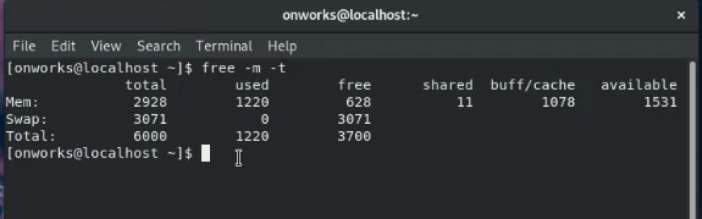 onworks@localhost:~ ×
File Edit View Search Terminal Help
[onworks@localhost ~]$ free -m -t
total used free shared buff/cache available
Mem: 2928 1220 628 11 1078 1531
Swap: 3071 0 3071
Total: 6000 1220 3700
[onworks@localhost ~]$